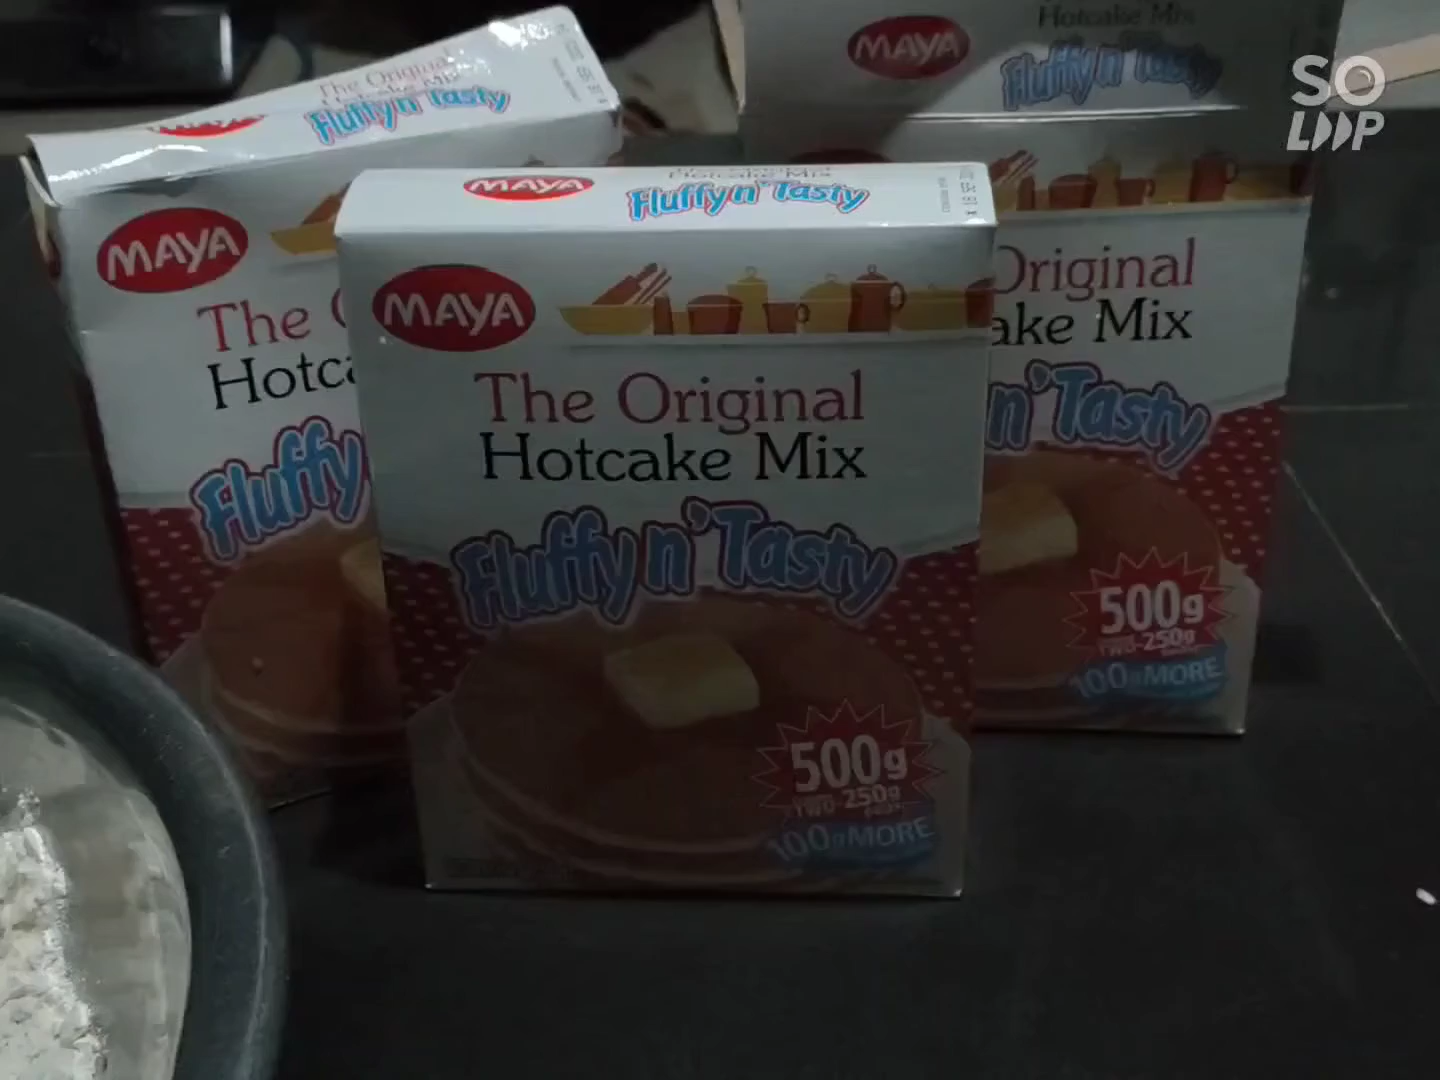 The Original
Fluffy n' Tasty
MAYA
The
Hotc
Fluffy
MAYA
Hotcake Mix
Fluffy n' Tasty
MAYA
The Original
Hotcake Mix
Fluffy n' Tasty
500g
TWO-250g
100g MORE
MAYA
Hotcake Mix
Fluffy n' Tasty
Original
ake Mix
n' Tasty
500g
TWO-250g
100g MORE
SO
LOOP